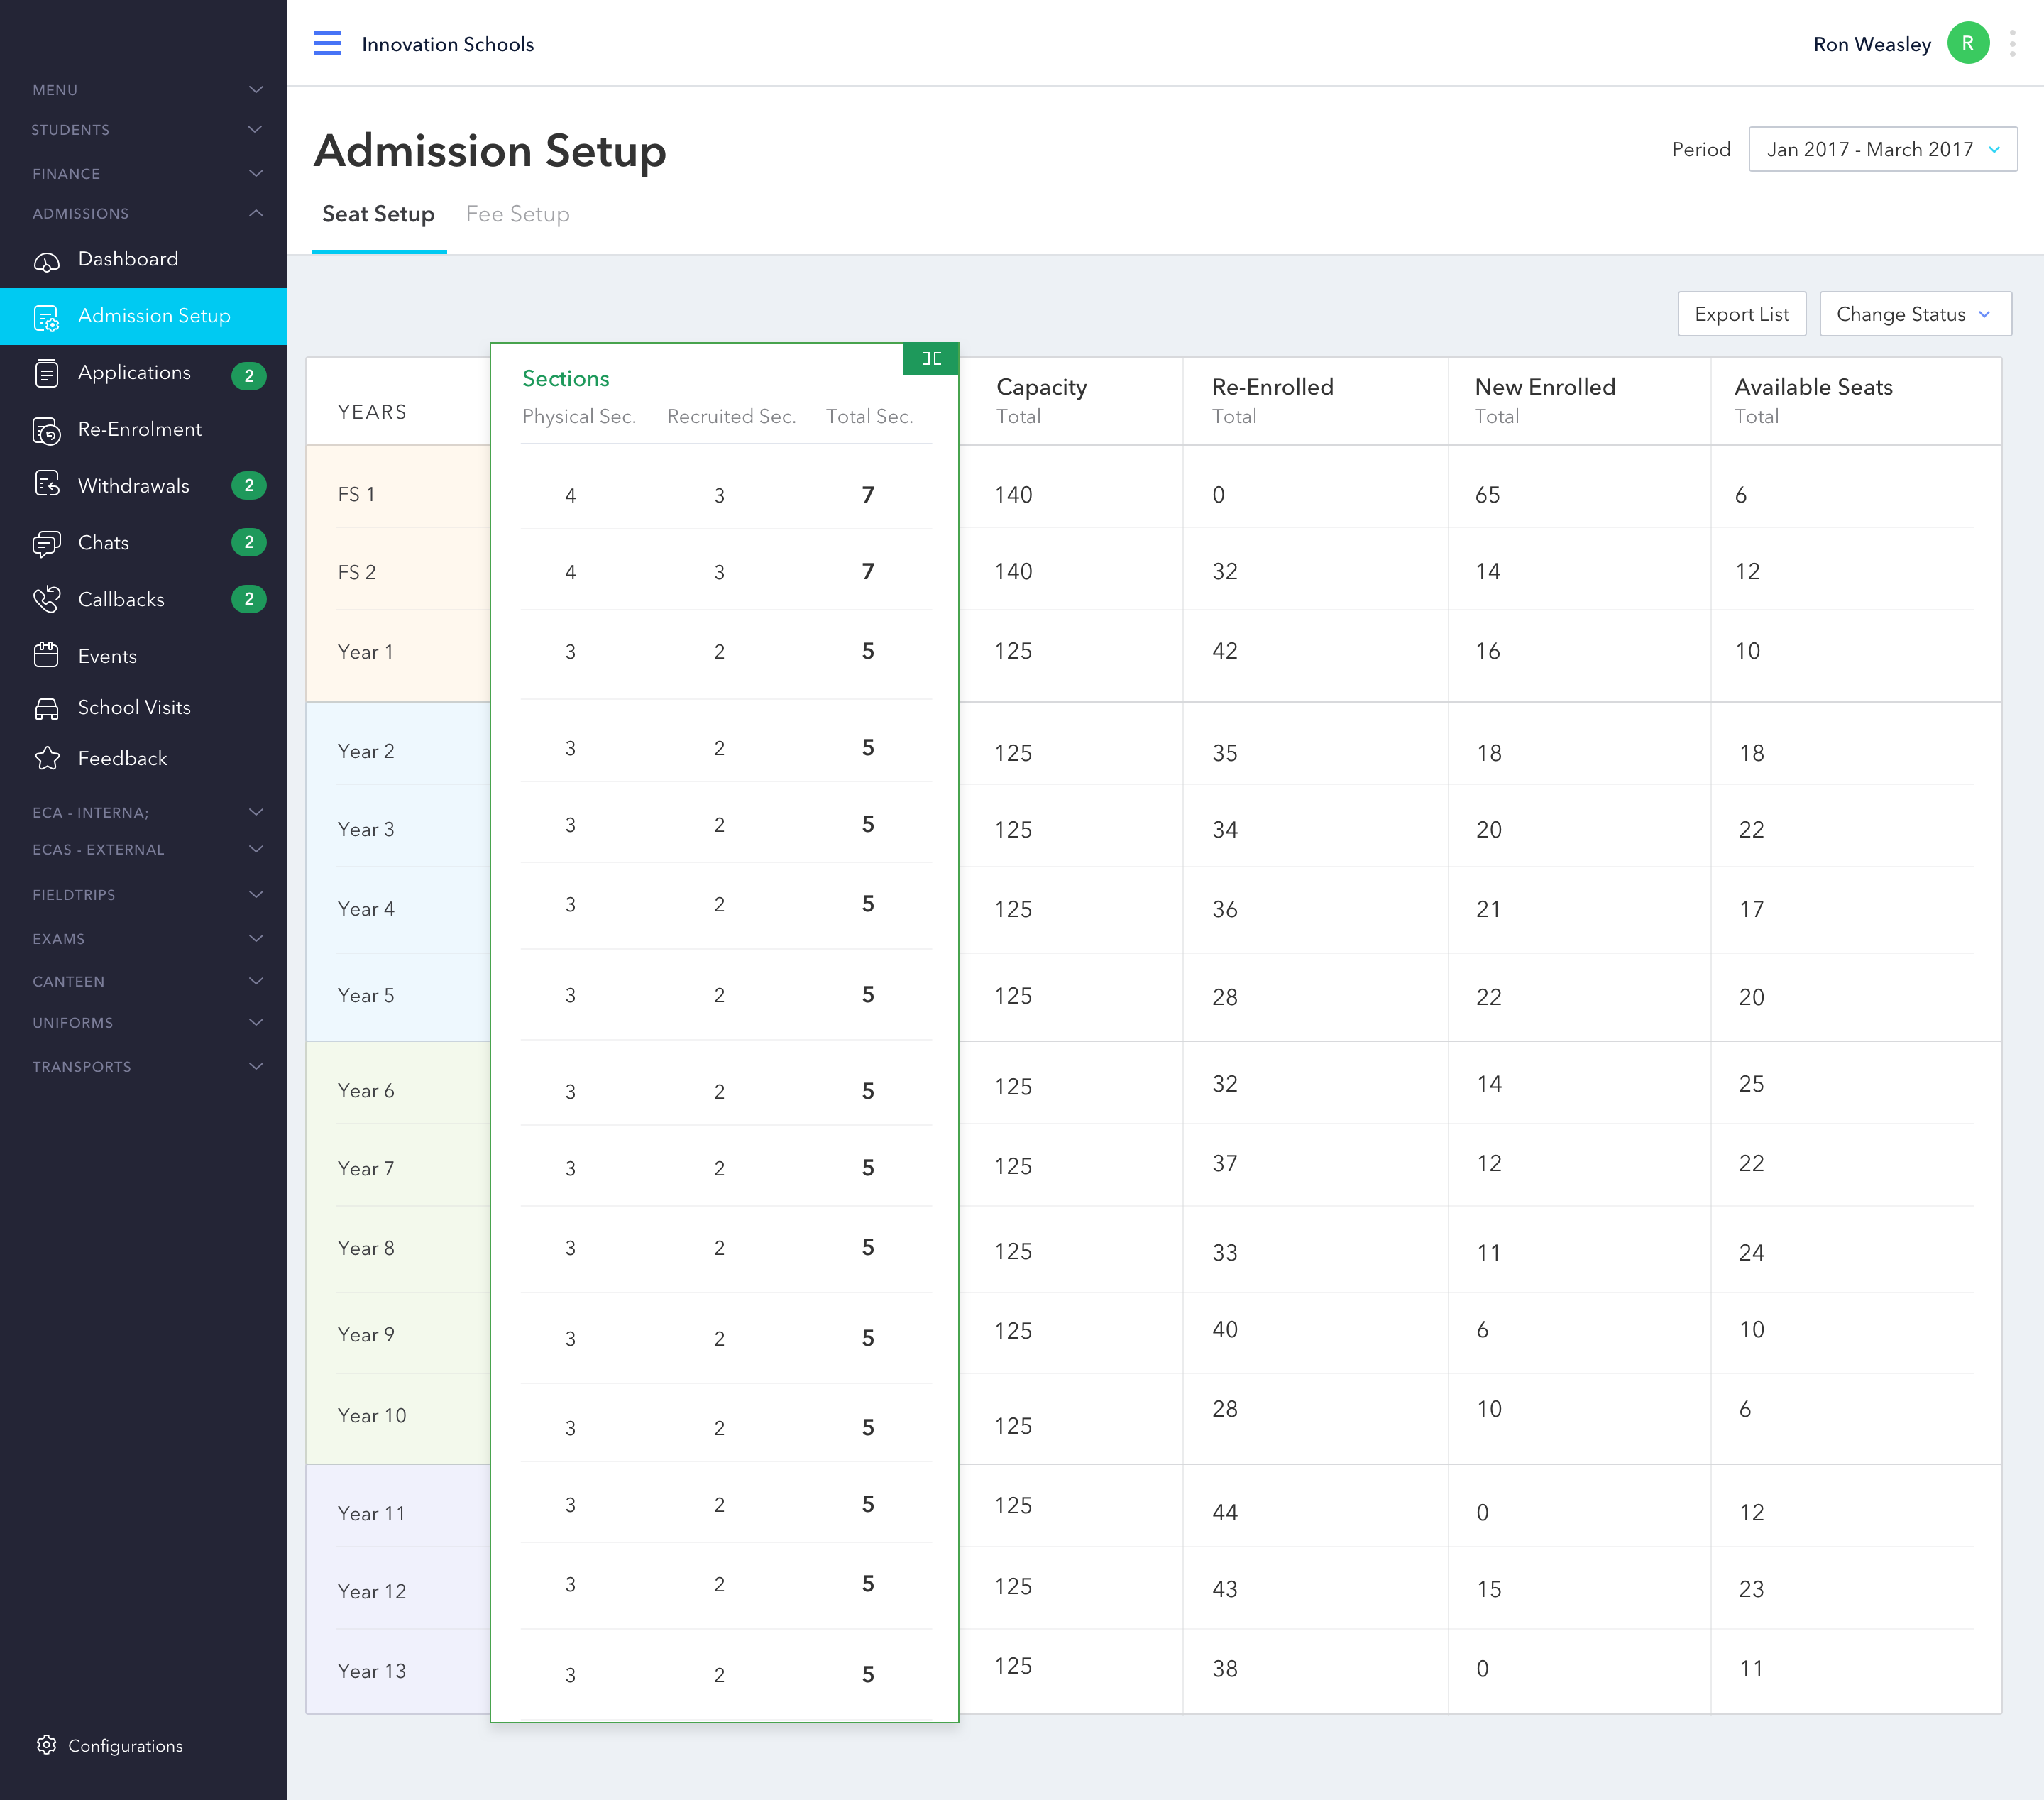 Innovation Schools
Ron Weasley
R
MENU
STUDENTS
FINANCE
ADMISSIONS
Dashboard
Admission Setup
Applications 2
Re-Enrolment
Withdrawals 2
Chats 2
Callbacks 2
Events
School Visits
Feedback
ECA - INTERNA;
ECAS - EXTERNAL
FIELDTRIPS
EXAMS
CANTEEN
UNIFORMS
TRANSPORTS
Configurations
Admission Setup
Period Jan 2017 - March 2017
Seat Setup Fee Setup
Export List Change Status
YEARS
Sections
Physical Sec. Recruited Sec. Total Sec.
Capacity Re-Enrolled New Enrolled Available Seats
Total Total Total Total
FS 1 4 3 7 140 0 65 6
FS 2 4 3 7 140 32 14 12
Year 1 3 2 5 125 42 16 10
Year 2 3 2 5 125 35 18 18
Year 3 3 2 5 125 34 20 22
Year 4 3 2 5 125 36 21 17
Year 5 3 2 5 125 28 22 20
Year 6 3 2 5 125 32 14 25
Year 7 3 2 5 125 37 12 22
Year 8 3 2 5 125 33 11 24
Year 9 3 2 5 125 40 6 10
Year 10 3 2 5 125 28 10 6
Year 11 3 2 5 125 44 0 12
Year 12 3 2 5 125 43 15 23
Year 13 3 2 5 125 38 0 11